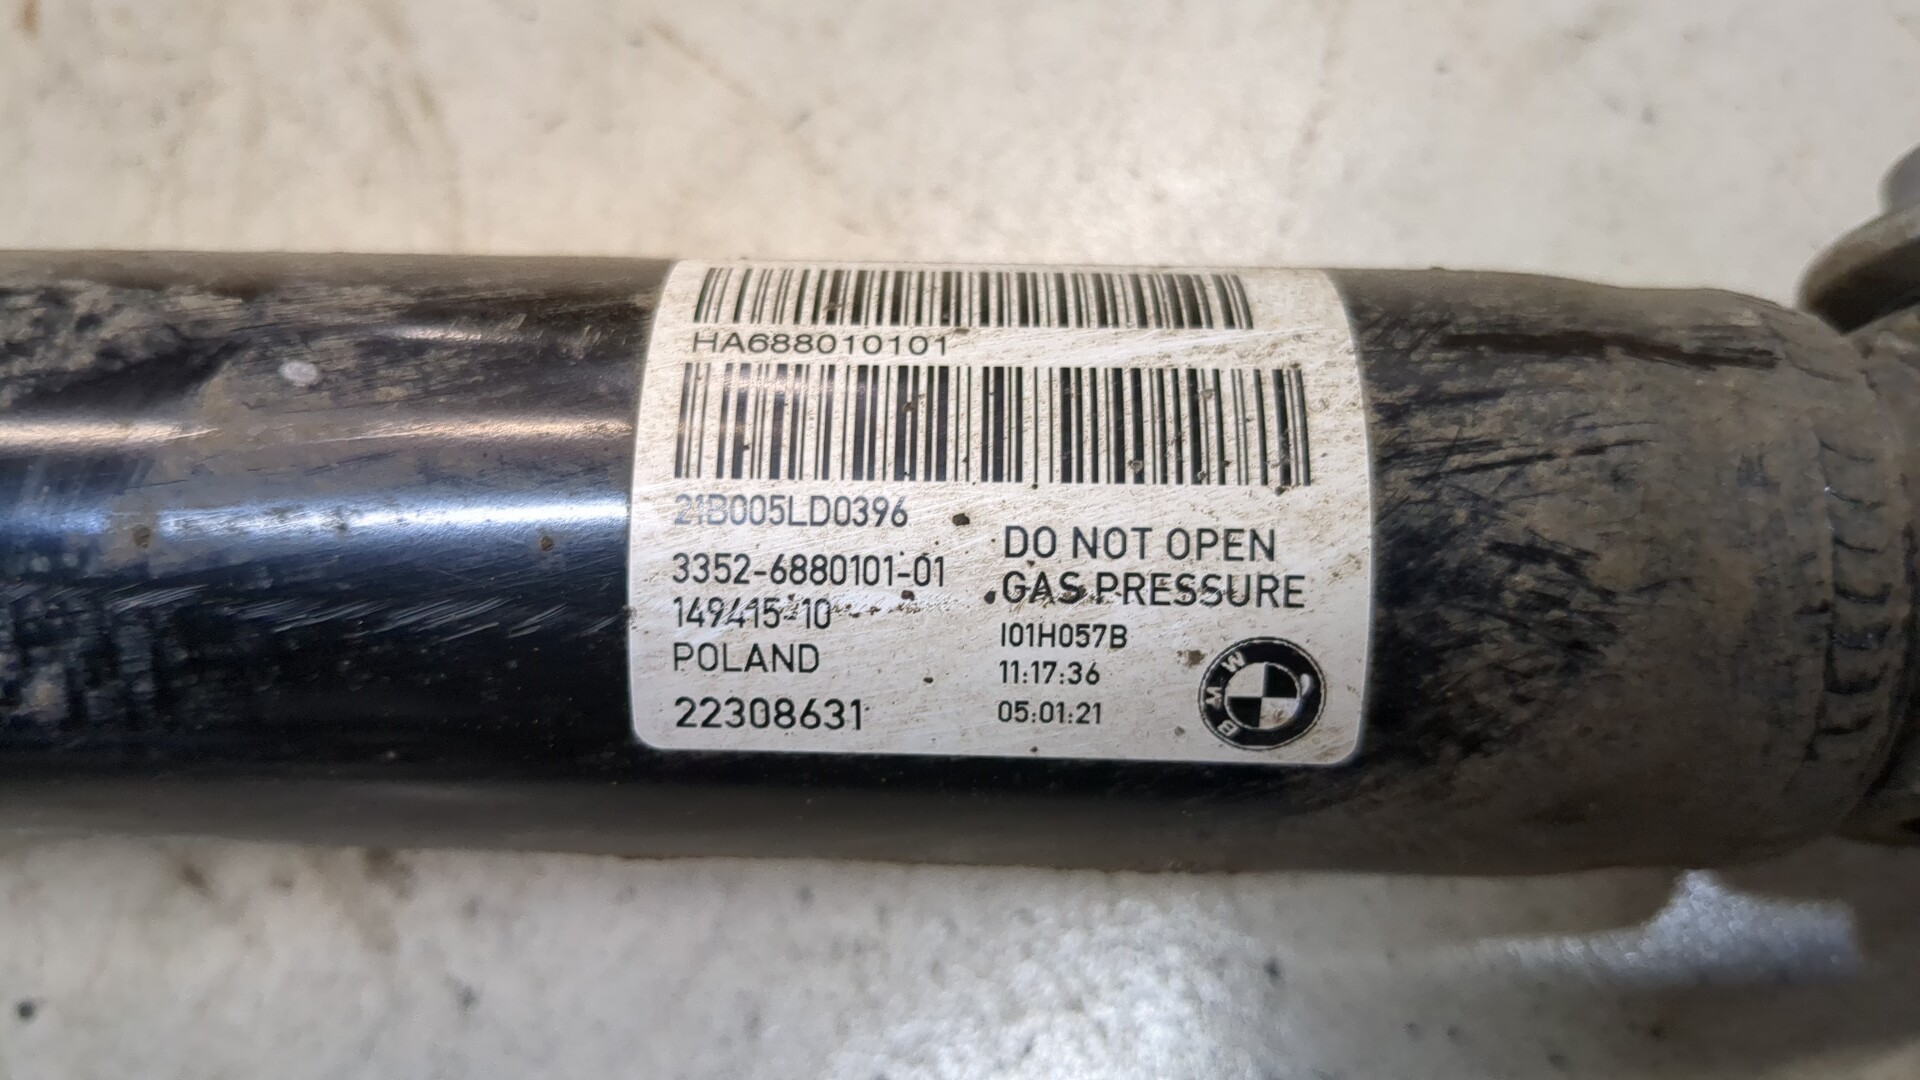 HA688010101
21B005LD0396
3352-6880101-01
149415-10
POLAND
22308631
DO NOT OPEN
GAS PRESSURE
I01H057B
11:17:36
05:01:21
BMW